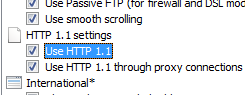 Use Passive FTP (for firewall and DSL mod
Use smooth scrolling
HTTP 1.1 settings
Use HTTP 1.1
Use HTTP 1.1 through proxy connections
International*